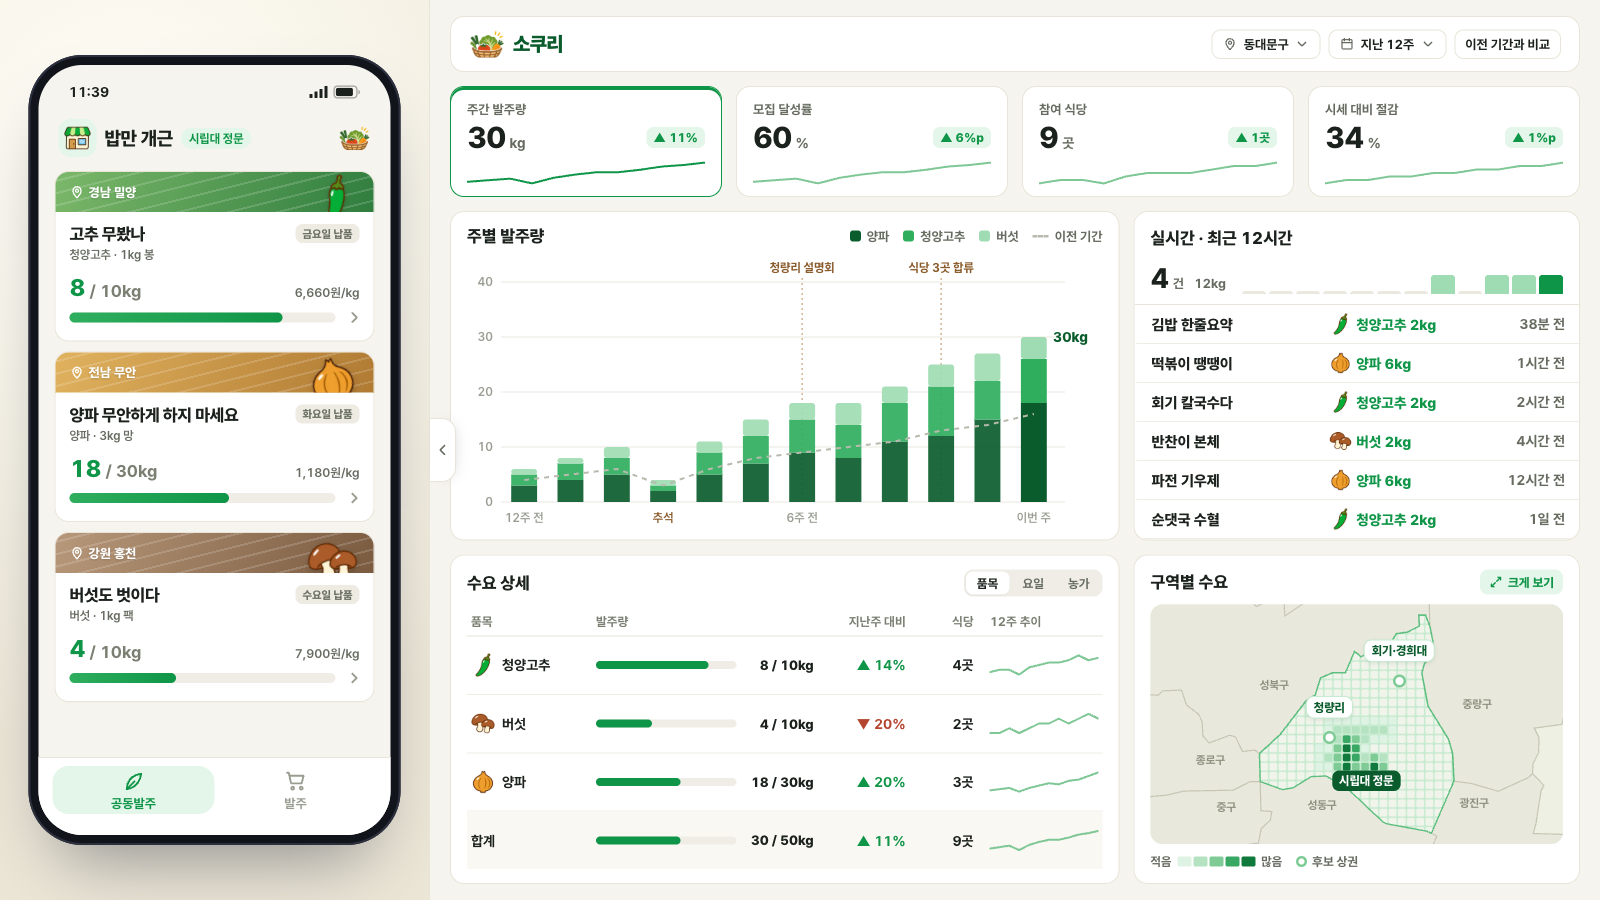 11:39
밥만 개근
시립대 정문
경남 밀양
고추 무봤나
금요일 납품
청양고추 · 1kg 봉
8 / 10kg
6,660원/kg
전남 무안
양파 무안하게 하지 마세요
화요일 납품
양파 · 3kg 망
18 / 30kg
1,180원/kg
강원 홍천
버섯도 벗이다
수요일 납품
버섯 · 1kg 팩
4 / 10kg
7,900원/kg
공동발주
발주
소쿠리
동대문구
지난 12주
이전 기간과 비교
주간 발주량
30 kg
▲ 11%
모집 달성률
60 %
▲ 6%p
참여 식당
9 곳
▲ 1곳
시세 대비 절감
34 %
▲ 1%p
주별 발주량
양파
청양고추
버섯
이전 기간
청량리 설명회
식당 3곳 합류
40
30
20
10
0
30kg
12주 전
추석
6주 전
이번 주
실시간 · 최근 12시간
4 건 12kg
김밥 한줄요약 청양고추 2kg 38분 전
떡볶이 땡땡이 양파 6kg 1시간 전
회기 칼국수다 청양고추 2kg 2시간 전
반찬이 본체 버섯 2kg 4시간 전
파전 기우제 양파 6kg 12시간 전
순댓국 수혈 청양고추 2kg 1일 전
수요 상세
품목
요일
농가
품목 발주량 지난주 대비 식당 12주 추이
청양고추 8 / 10kg ▲ 14% 4곳
버섯 4 / 10kg ▼ 20% 2곳
양파 18 / 30kg ▲ 20% 3곳
합계 30 / 50kg ▲ 11% 9곳
구역별 수요
크게 보기
회기·경희대
성북구
청량리
중랑구
종로구
시립대 정문
중구
성동구
광진구
적음
많음
후보 상권